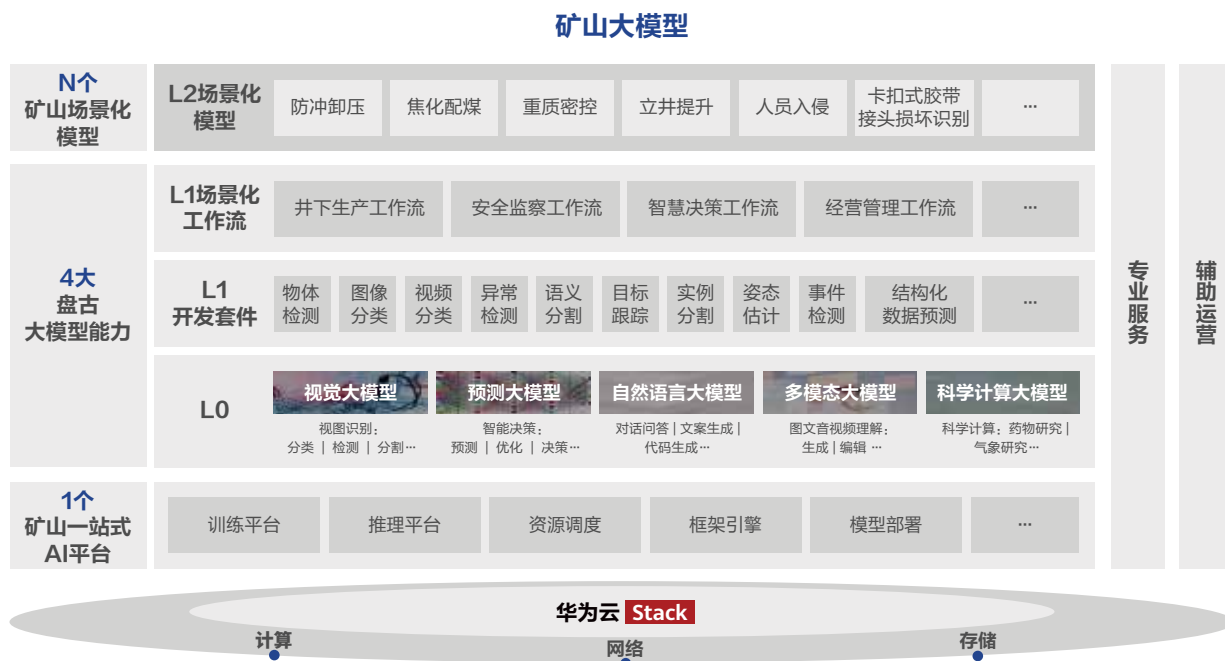 矿山大模型
N个
矿山场景化
模型
L2场景化
模型
防冲卸压
焦化配煤
重质密控
立井提升
人员入侵
卡扣式胶带
接头损坏识别
...
4大
盘古
大模型能力
L1场景化
工作流
井下生产工作流
安全监察工作流
智慧决策工作流
经营管理工作流
...
L1
开发套件
物体
检测
图像
分类
视频
分类
异常
检测
语义
分割
目标
跟踪
实例
分割
姿态
估计
事件
检测
结构化
数据预测
...
L0
视觉大模型
视图识别：
分类 | 检测 | 分割...
预测大模型
智能决策：
预测 | 优化 | 决策...
自然语言大模型
对话问答 | 文案生成 |
代码生成...
多模态大模型
图文音视频理解：
生成 | 编辑 ...
科学计算大模型
科学计算：药物研究 |
气象研究...
1个
矿山一站式
AI平台
训练平台
推理平台
资源调度
框架引擎
模型部署
...
专业服务
辅助运营
华为云 Stack
计算
网络
存储